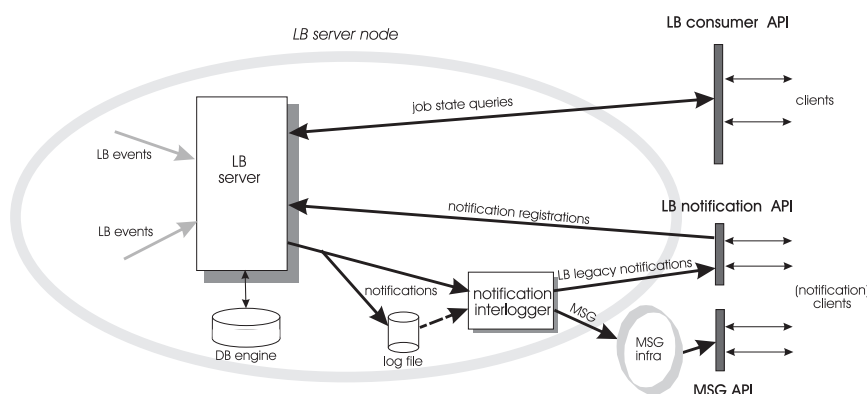 LB consumer API
LB server node
job state queries
clients
LB events
LB
server
notification registrations
LB notification API
LB events
LB legacy notifications
notifications
notification
interlogger
(notification)
clients
MSG
DB engine
log file
MSG
infra
MSG API